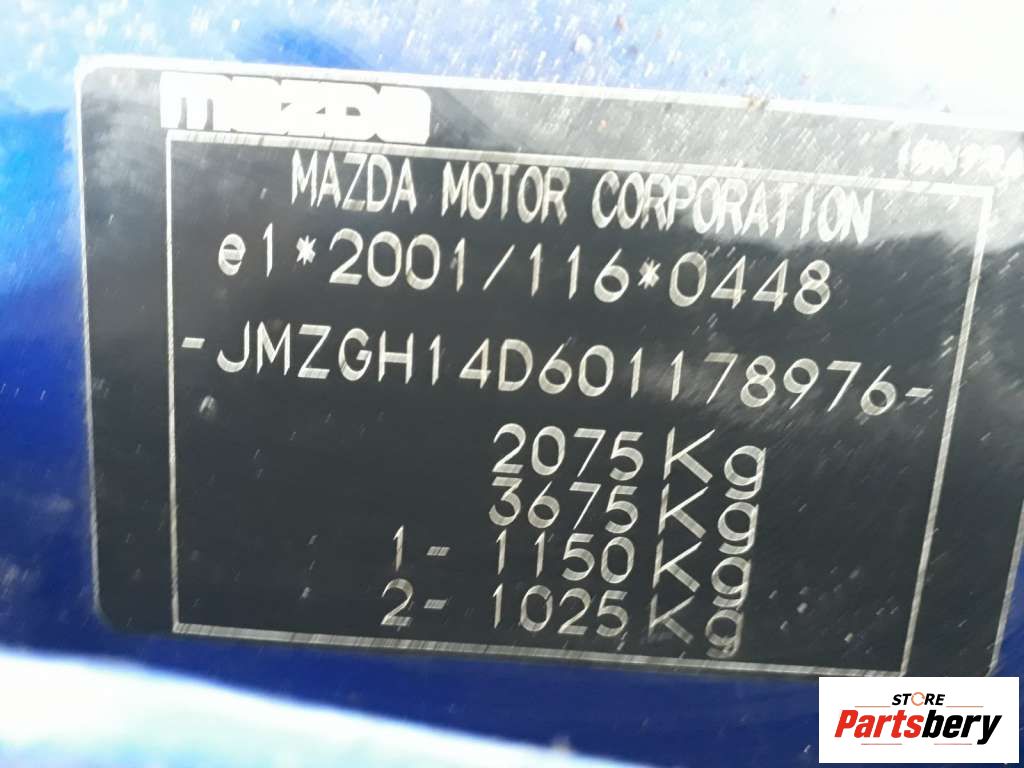 mazda
MAZDA MOTOR CORPORATION
e1*2001/116*0448
-JMZGH14D601178976-
2075Kg
3675Kg
1- 1150Kg
2- 1025Kg
STORE
Partsbery